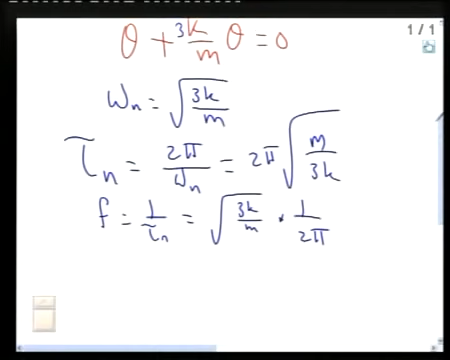 1 / 1
θ + 3k/m θ = 0
ωn = √(3k/m)
τn = 2π/ωn = 2π √(m/3k)
f = 1/τn = √(3k/m) · 1/2π